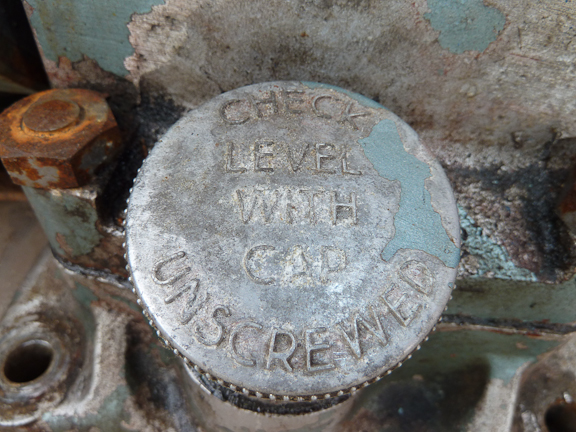 CHECK
LEVEL
WITH
CAP
UNSCREWED